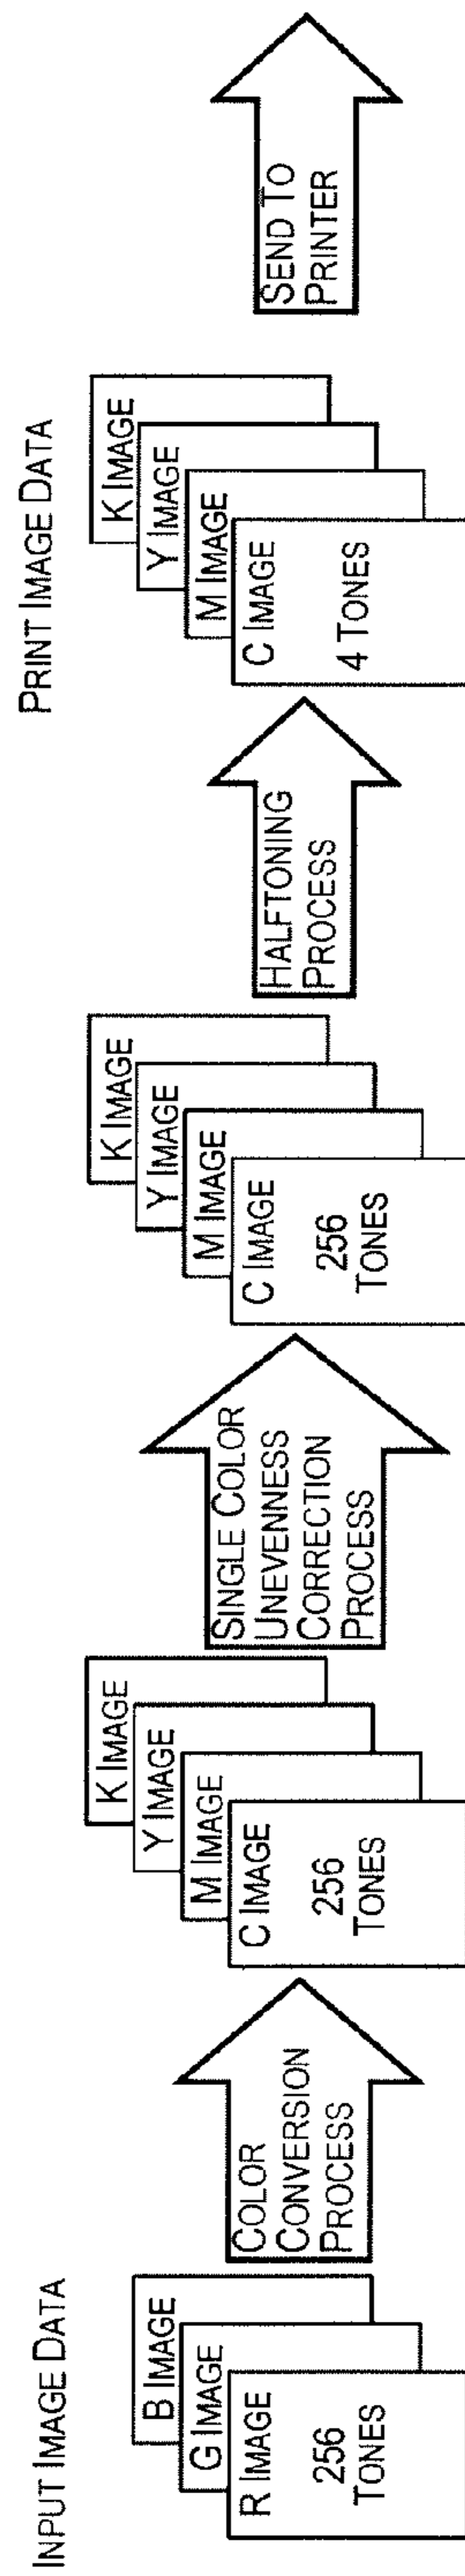 INPUT IMAGE DATA
B IMAGE
G IMAGE
R IMAGE
256
TONES
COLOR
CONVERSION
PROCESS
K IMAGE
Y IMAGE
M IMAGE
C IMAGE
256
TONES
SINGLE COLOR
UNEVENNESS
CORRECTION
PROCESS
K IMAGE
Y IMAGE
M IMAGE
C IMAGE
256
TONES
HALFTONING
PROCESS
PRINT IMAGE DATA
K IMAGE
Y IMAGE
M IMAGE
C IMAGE
4 TONES
SEND TO
PRINTER